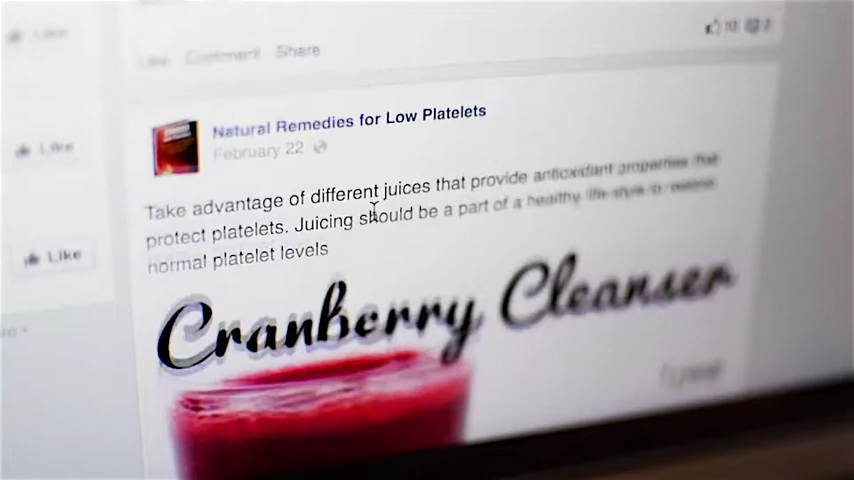 Like
Like Comment Share
Natural Remedies for Low Platelets
February 22
Like
Take advantage of different juices that provide antioxidant properties that
protect platelets. Juicing should be a part of a healthy life-style to
normal platelet levels
Like
Cranberry Cleanser